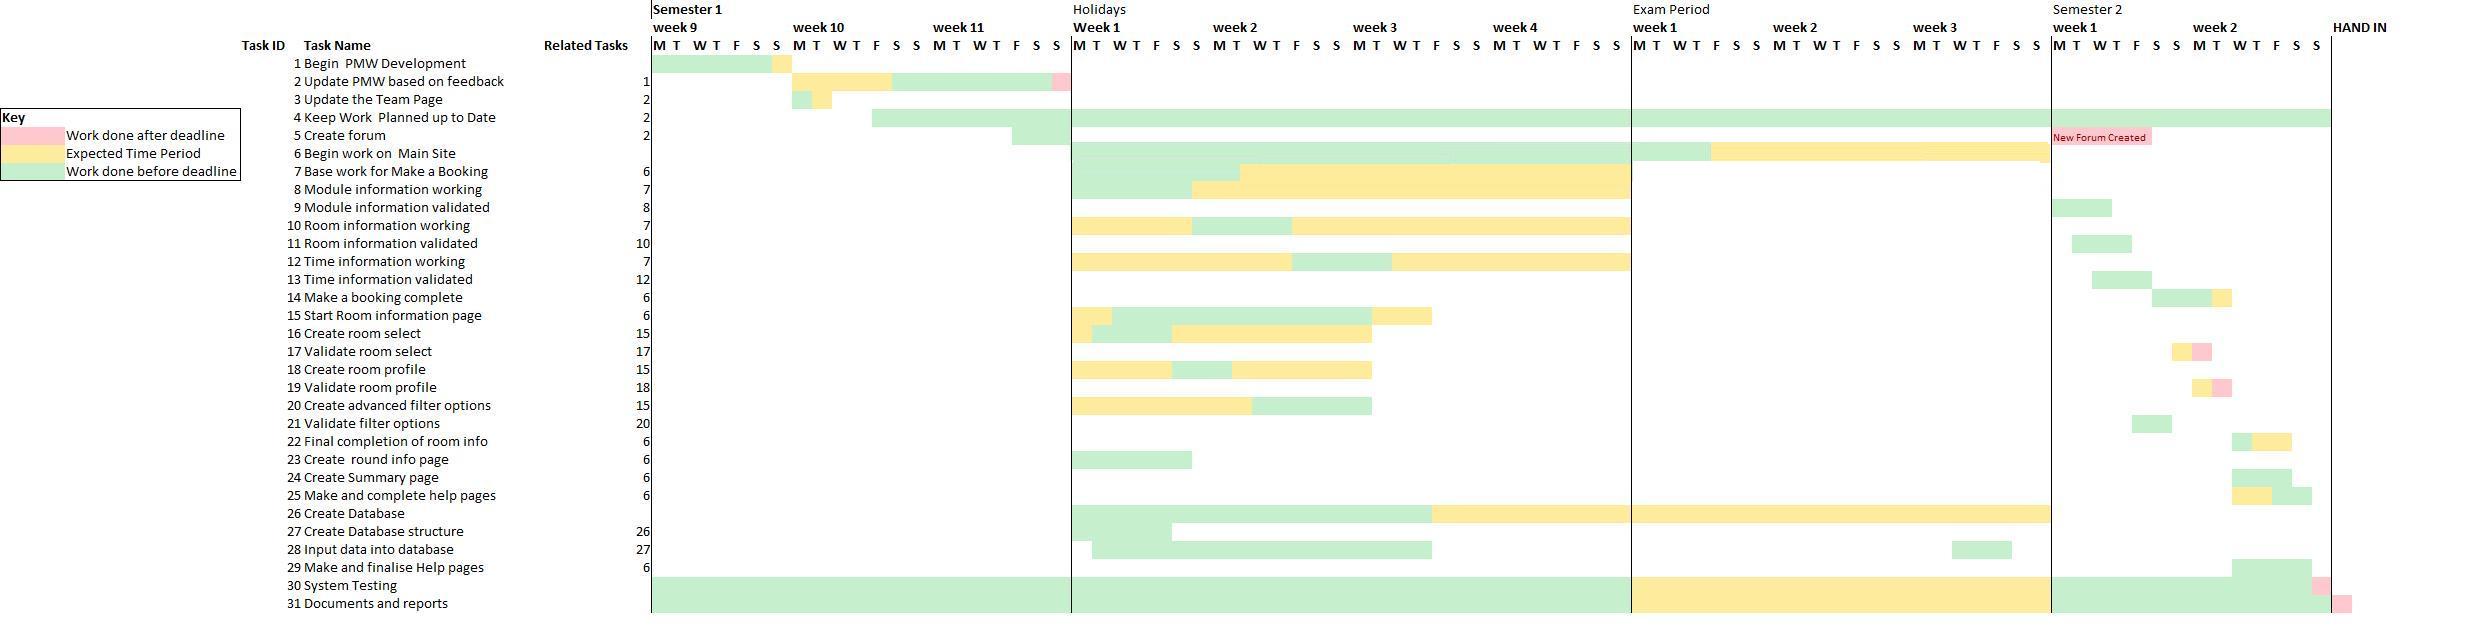 Semester 1 Holidays Exam Period Semester 2
week 9 week 10 week 11 Week 1 week 2 week 3 week 4 week 1 week 2 week 3 week 1 week 2 HAND IN
Task ID Task Name Related Tasks M T W T F S S M T W T F S S M T W T F S S M T W T F S S M T W T F S S M T W T F S S M T W T F S S M T W T F S S M T W T F S S M T W T F S S M T W T F S S M T W T F S S
1 Begin PMW Development
2 Update PMW based on feedback 1
3 Update the Team Page 2
Key
4 Keep Work Planned up to Date 2
Work done after deadline
5 Create forum 2 New Forum Created
Expected Time Period
6 Begin work on Main Site
Work done before deadline
7 Base work for Make a Booking 6
8 Module information working 7
9 Module information validated 8
10 Room information working 7
11 Room information validated 10
12 Time information working 7
13 Time information validated 12
14 Make a booking complete 6
15 Start Room information page 6
16 Create room select 15
17 Validate room select 17
18 Create room profile 15
19 Validate room profile 18
20 Create advanced filter options 15
21 Validate filter options 20
22 Final completion of room info 6
23 Create round info page 6
24 Create Summary page 6
25 Make and complete help pages 6
26 Create Database
27 Create Database structure 26
28 Input data into database 27
29 Make and finalise Help pages 6
30 System Testing
31 Documents and reports